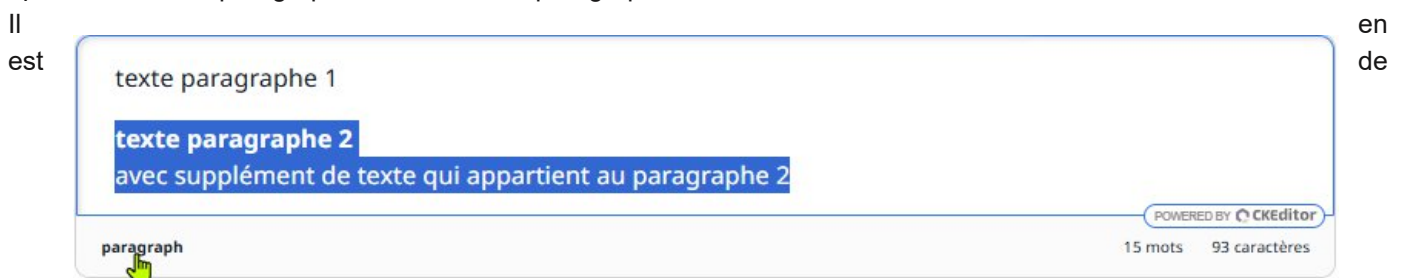 Il en
est de
texte paragraphe 1
texte paragraphe 2
avec supplément de texte qui appartient au paragraphe 2
POWERED BY CKEditor
paragraph 15 mots 93 caractères